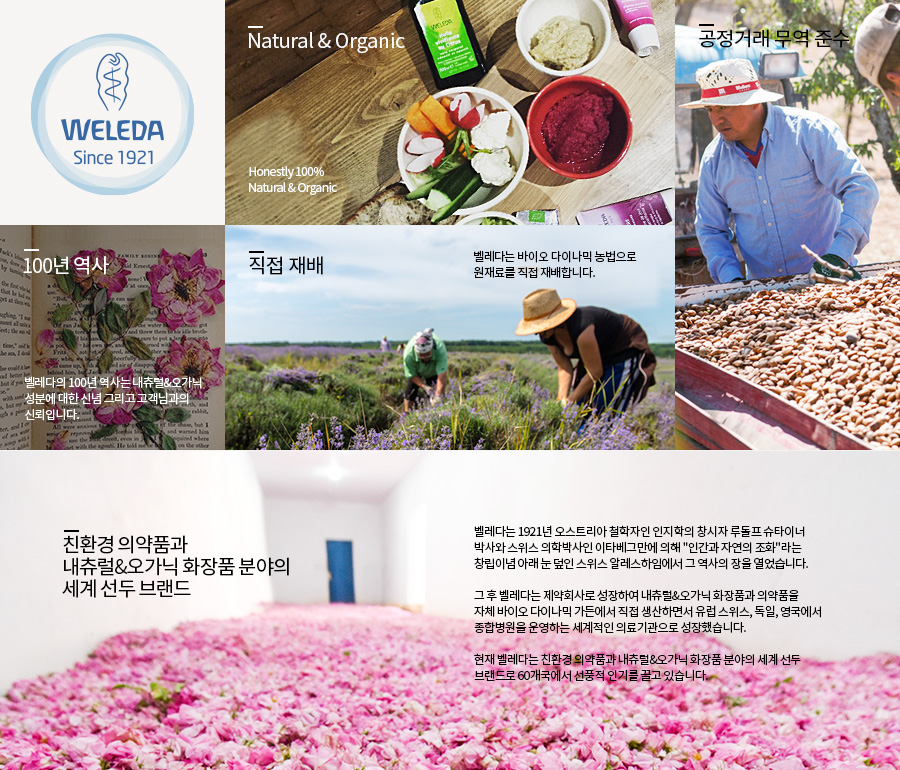 WELEDA
Since 1921
Natural & Organic
WELEDA
Honestly 100%
Natural & Organic
공정거래 무역 준수
100년 역사
벨레다의 100년 역사는 내츄럴&오가닉
성분에 대한 신념 그리고 고객님과의
신뢰입니다.
직접 재배
벨레다는 바이오 다이나믹 농법으로
원재료를 직접 재배합니다.
친환경 의약품과
내츄럴&오가닉 화장품 분야의
세계 선두 브랜드
벨레다는 1921년 오스트리아 철학자인 인지학의 창시자 루돌프 슈타이너
박사와 스위스 의학박사인 이타베그만에 의해 "인간과 자연의 조화"라는
창립이념 아래 눈 덮인 스위스 알레스하임에서 그 역사의 장을 열었습니다.
그 후 벨레다는 제약회사로 성장하여 내츄럴&오가닉 화장품과 의약품을
자체 바이오 다이나믹 가든에서 직접 생산하면서 유럽 스위스, 독일, 영국에서
종합병원을 운영하는 세계적인 의료기관으로 성장했습니다.
현재 벨레다는 친환경 의약품과 내츄럴&오가닉 화장품 분야의 세계 선두
브랜드로 60개국에서 선풍적 인기를 끌고 있습니다.